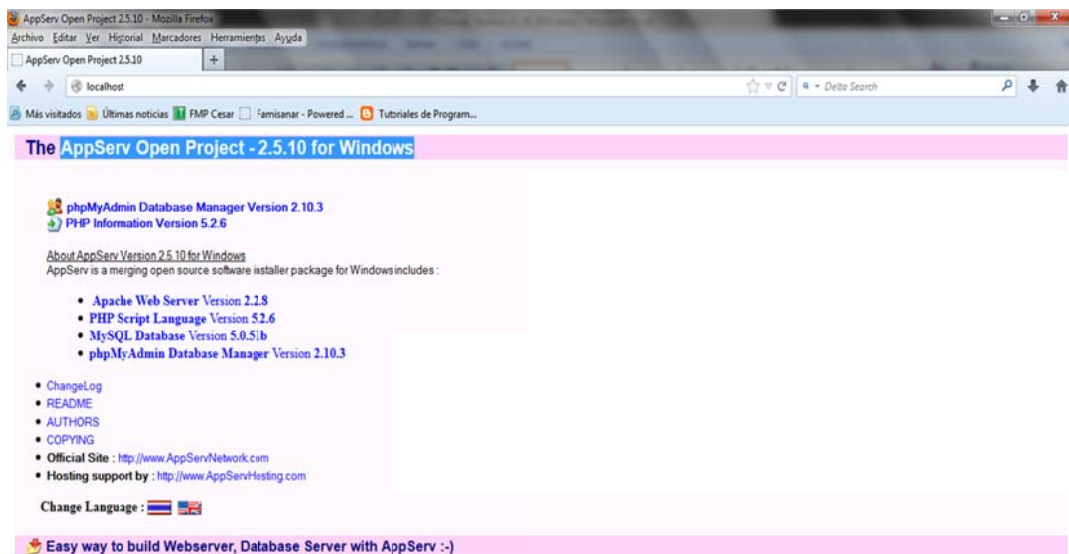 AppServ Open Project 2.5.10 - Mozilla Firefox
Archivo Editar Ver Historial Marcadores Herramientas Ayuda
AppServ Open Project 2.5.10
localhost
Delta Search
Más visitados Últimas noticias FMP Cesar Famisanar - Powered ... Tutoriales de Program...
The AppServ Open Project - 2.5.10 for Windows
phpMyAdmin Database Manager Version 2.10.3
PHP Information Version 5.2.6
About AppServ Version 2.5.10 for Windows
AppServ is a merging open source software installer package for Windows includes :
Apache Web Server Version 2.2.8
PHP Script Language Version 5.2.6
MySQL Database Version 5.0.51b
phpMyAdmin Database Manager Version 2.10.3
ChangeLog
README
AUTHORS
COPYING
Official Site : http://www.AppServNetwork.com
Hosting support by : http://www.AppServHosting.com
Change Language :
Easy way to build Webserver, Database Server with AppServ :-)